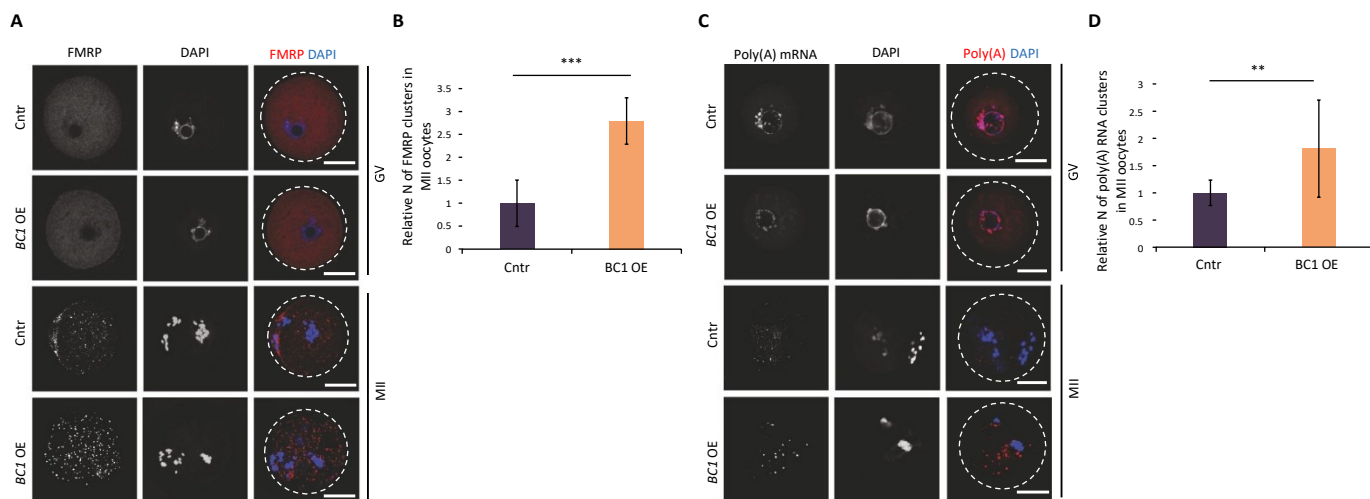 A
FMRP
DAPI
FMRP DAPI
Cntr
BC1 OE
GV
Cntr
BC1 OE
MII
B
Relative N of FMRP clusters in
MII oocytes
***
3.5
3
2.5
2
1.5
1
0.5
0
Cntr
BC1 OE
C
Poly(A) mRNA
DAPI
Poly(A) DAPI
Cntr
BC1 OE
GV
Cntr
BC1 OE
MII
D
Relative N of poly(A) RNA clusters
in MII oocytes
**
3
2.5
2
1.5
1
0.5
0
Cntr
BC1 OE